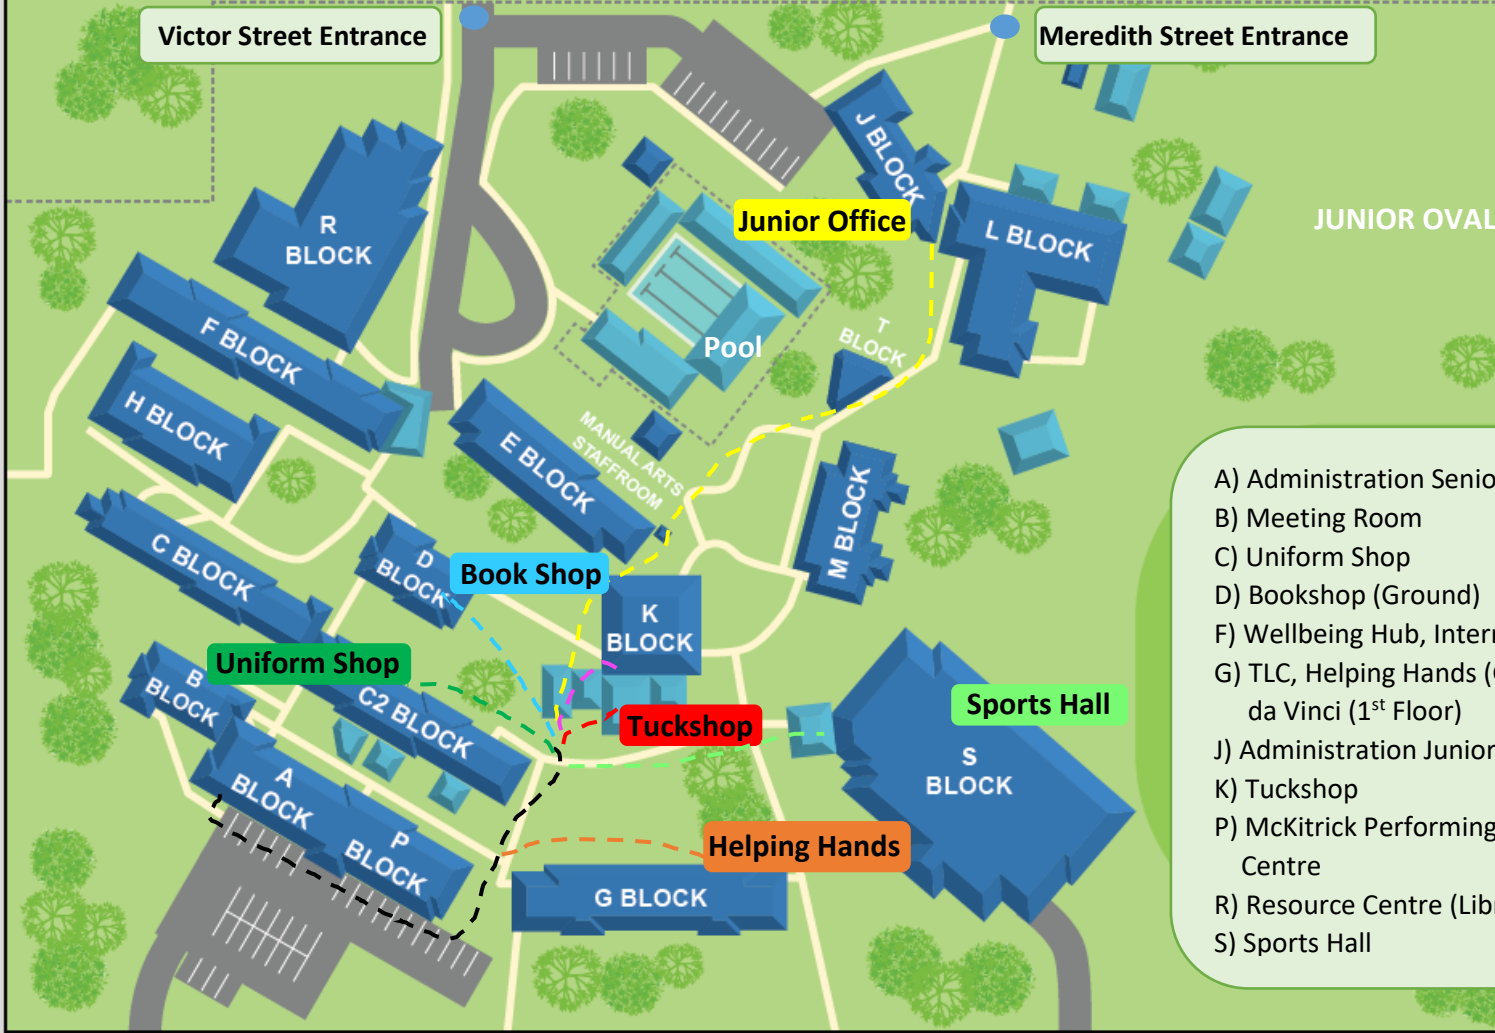 Victor Street Entrance
Meredith Street Entrance
J BLOCK
R
BLOCK
Junior Office
L BLOCK
JUNIOR OVAL
F BLOCK
Pool
T
BLOCK
H BLOCK
E BLOCK
MANUAL ARTS
STAFFROOM
M BLOCK
C BLOCK
D
BLOCK
Book Shop
K
BLOCK
Uniform Shop
B
BLOCK
C2 BLOCK
Tuckshop
Sports Hall
S
BLOCK
A
BLOCK
P
BLOCK
Helping Hands
G BLOCK
A) Administration Senio
B) Meeting Room
C) Uniform Shop
D) Bookshop (Ground)
F) Wellbeing Hub, Intern
G) TLC, Helping Hands (
da Vinci (1st Floor)
J) Administration Junior
K) Tuckshop
P) McKitrick Performing
Centre
R) Resource Centre (Lib
S) Sports Hall